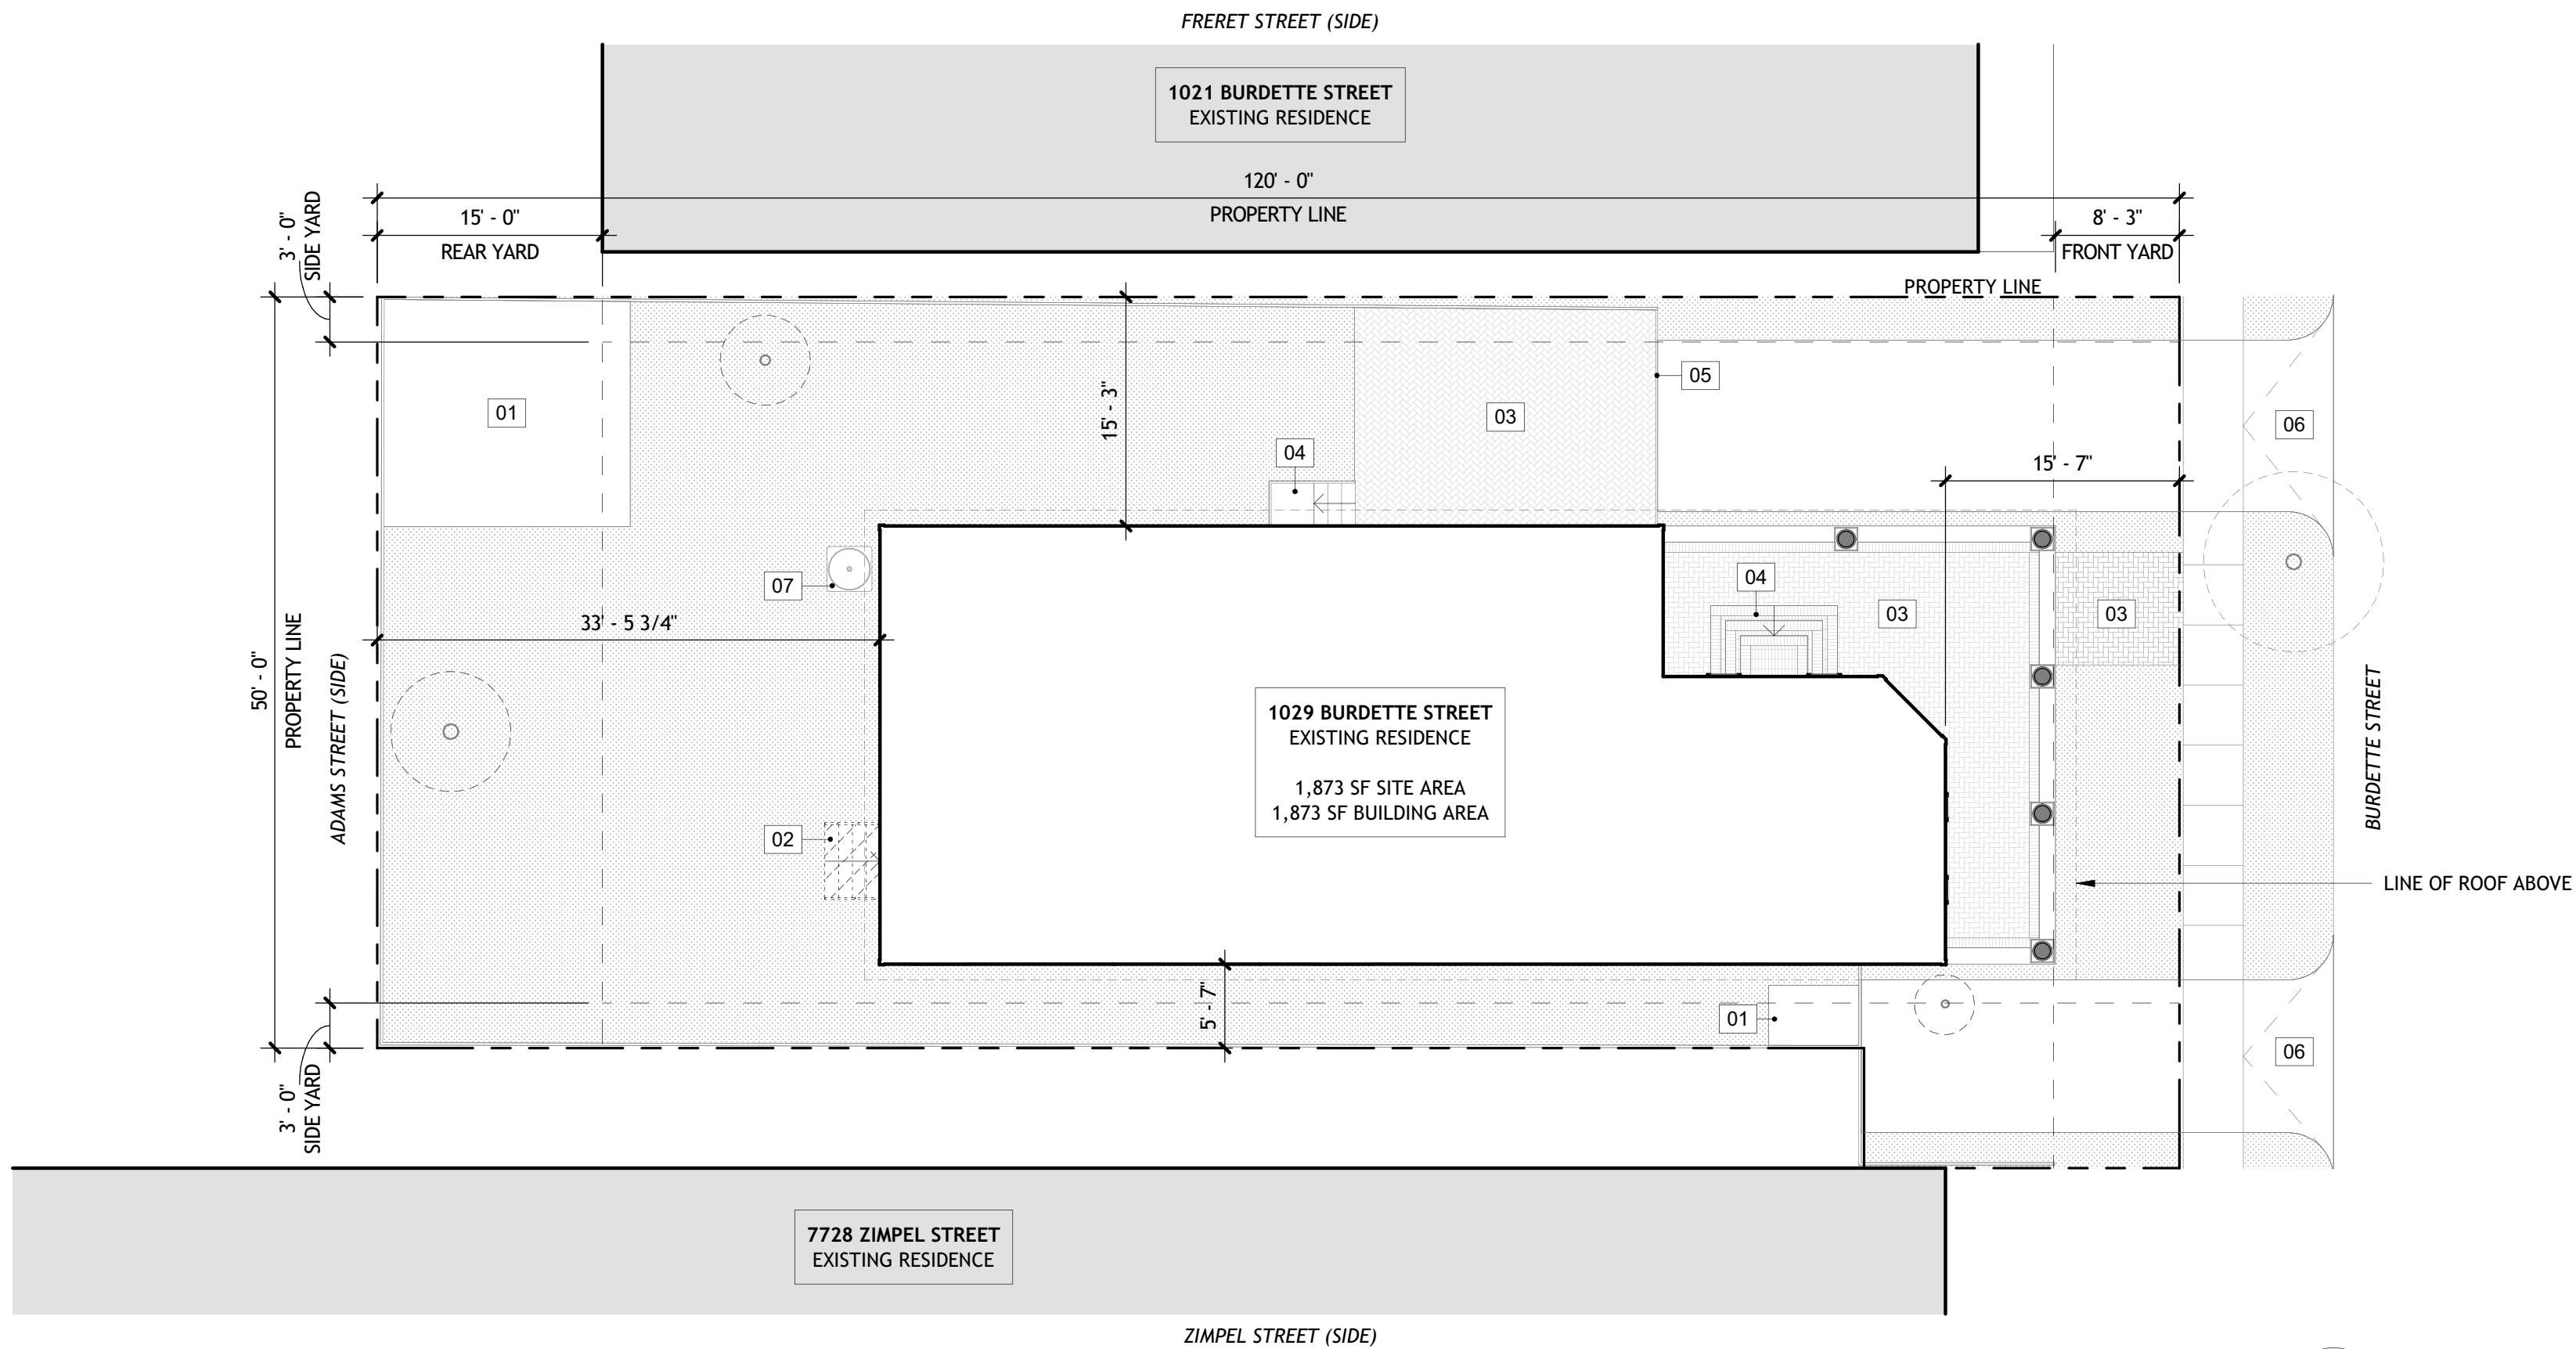 FRERET STREET (SIDE)
1021 BURDETTE STREET
EXISTING RESIDENCE
120' - 0"
PROPERTY LINE
15' - 0"
REAR YARD
8' - 3"
FRONT YARD
3' - 0"
SIDE YARD
PROPERTY LINE
01
15' - 3"
04
03
05
06
15' - 7"
07
04
03
03
33' - 5 3/4"
50' - 0"
PROPERTY LINE
ADAMS STREET (SIDE)
1029 BURDETTE STREET
EXISTING RESIDENCE
1,873 SF SITE AREA
1,873 SF BUILDING AREA
BURDETTE STREET
02
LINE OF ROOF ABOVE
5' - 7"
01
06
3' - 0"
SIDE YARD
7728 ZIMPEL STREET
EXISTING RESIDENCE
ZIMPEL STREET (SIDE)